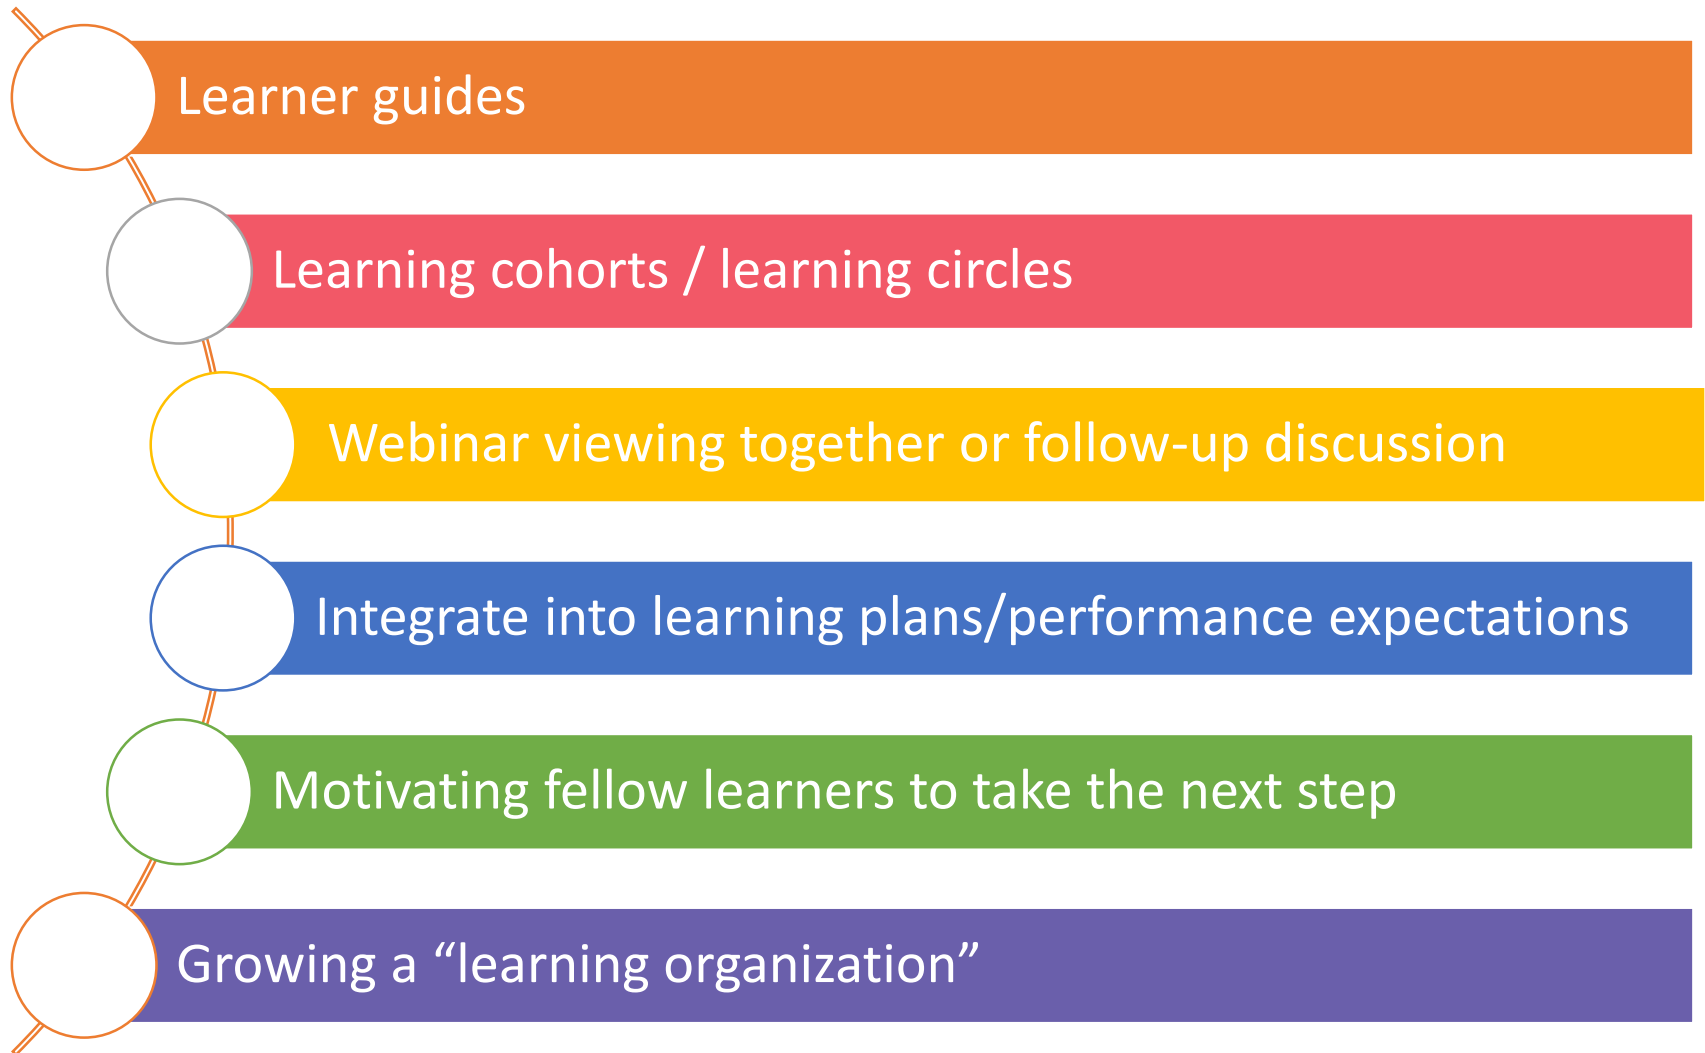 Learner guides
Learning cohorts / learning circles
Webinar viewing together or follow-up discussion
Integrate into learning plans/performance expectations
Motivating fellow learners to take the next step
Growing a “learning organization”